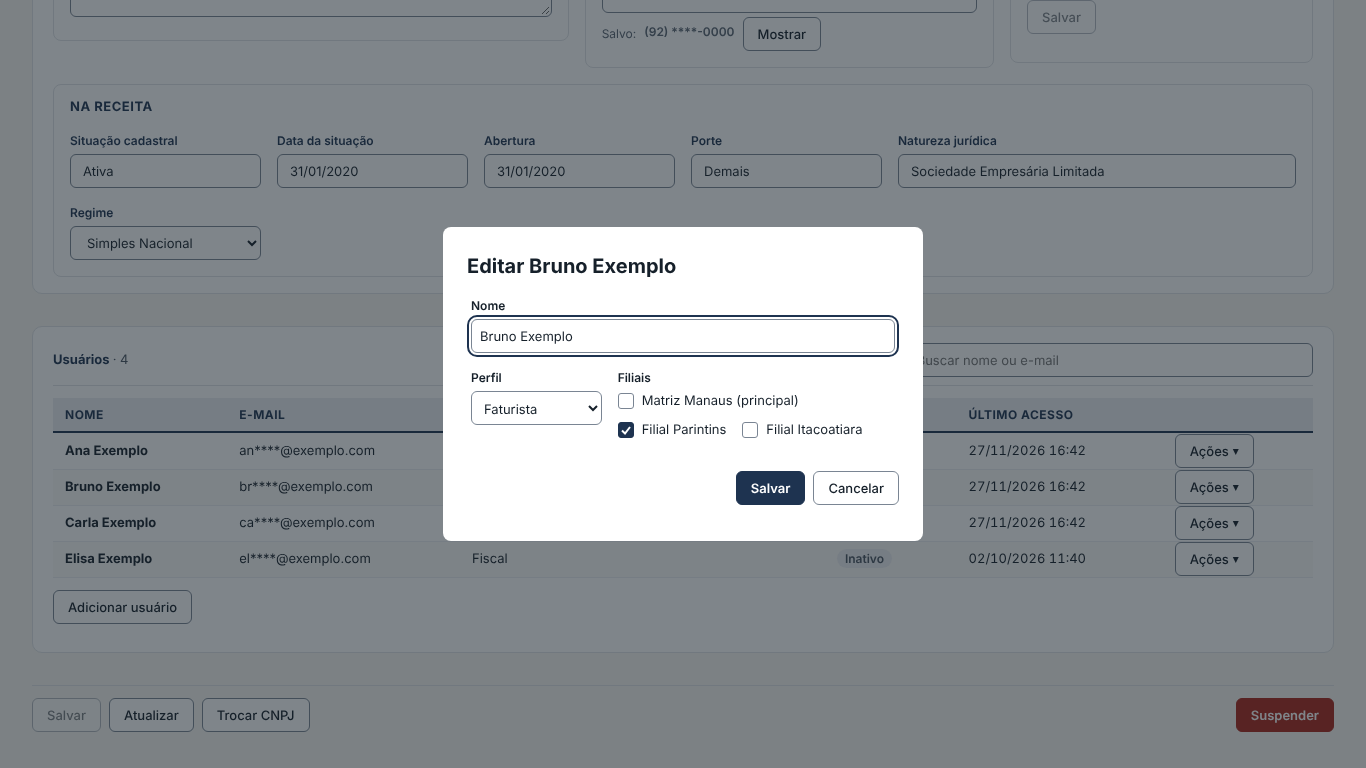 Salvo: (92) ****-0000 Mostrar
Salvar
NA RECEITA
Situação cadastral Data da situação Abertura Porte Natureza jurídica
Ativa 31/01/2020 31/01/2020 Demais Sociedade Empresária Limitada
Regime
Simples Nacional
Editar Bruno Exemplo
Nome
Bruno Exemplo
Perfil Filiais
Faturista Matriz Manaus (principal)
Filial Parintins Filial Itacoatiara
Salvar Cancelar
Usuários · 4 Buscar nome ou e-mail
NOME E-MAIL ÚLTIMO ACESSO
Ana Exemplo an****@exemplo.com 27/11/2026 16:42 Ações ▾
Bruno Exemplo br****@exemplo.com 27/11/2026 16:42 Ações ▾
Carla Exemplo ca****@exemplo.com 27/11/2026 16:42 Ações ▾
Elisa Exemplo el****@exemplo.com Fiscal Inativo 02/10/2026 11:40 Ações ▾
Adicionar usuário
Salvar Atualizar Trocar CNPJ Suspender